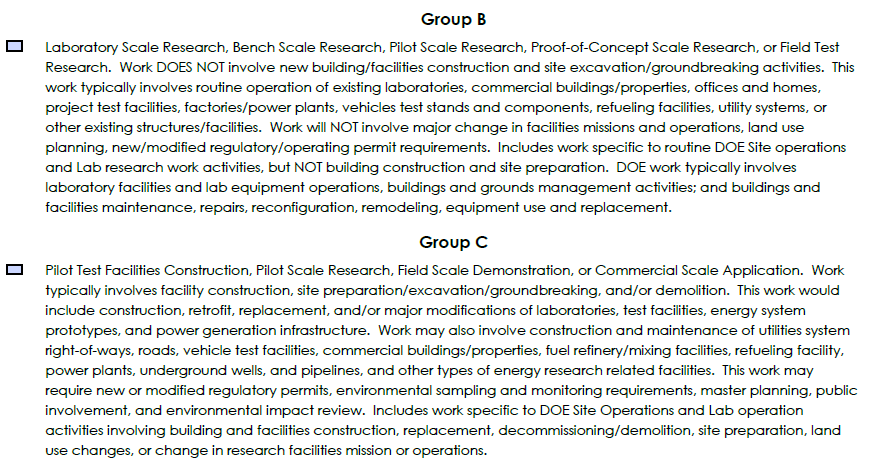 Group B
Laboratory Scale Research, Bench Scale Research, Pilot Scale Research, Proof-of-Concept Scale Research, or Field Test
Research.  Work DOES NOT involve new building/facilities construction and site excavation/groundbreaking activities.  This
work typically involves routine operation of existing laboratories, commercial buildings/properties, offices and homes,
project test facilities, factories/power plants, vehicles test stands and components, refueling facilities, utility systems, or
other existing structures/facilities.  Work will NOT involve major change in facilities missions and operations, land use
planning, new/modified regulatory/operating permit requirements.  Includes work specific to routine DOE Site operations
and Lab research work activities, but NOT building construction and site preparation.  DOE work typically involves
laboratory facilities and lab equipment operations, buildings and grounds management activities; and buildings and
facilities maintenance, repairs, reconfiguration, remodeling, equipment use and replacement.
Group C
Pilot Test Facilities Construction, Pilot Scale Research, Field Scale Demonstration, or Commercial Scale Application.  Work
typically involves facility construction, site preparation/excavation/groundbreaking, and/or demolition.  This work would
include construction, retrofit, replacement, and/or major modifications of laboratories, test facilities, energy system
prototypes, and power generation infrastructure.  Work may also involve construction and maintenance of utilities system
right-of-ways, roads, vehicle test facilities, commercial buildings/properties, fuel refinery/mixing facilities, refueling facility,
power plants, underground wells, and pipelines, and other types of energy research related facilities.  This work may
require new or modified regulatory permits, environmental sampling and monitoring requirements, master planning, public
involvement, and environmental impact review.  Includes work specific to DOE Site Operations and Lab operation
activities involving building and facilities construction, replacement, decommissioning/demolition, site preparation, land
use changes, or change in research facilities mission or operations.